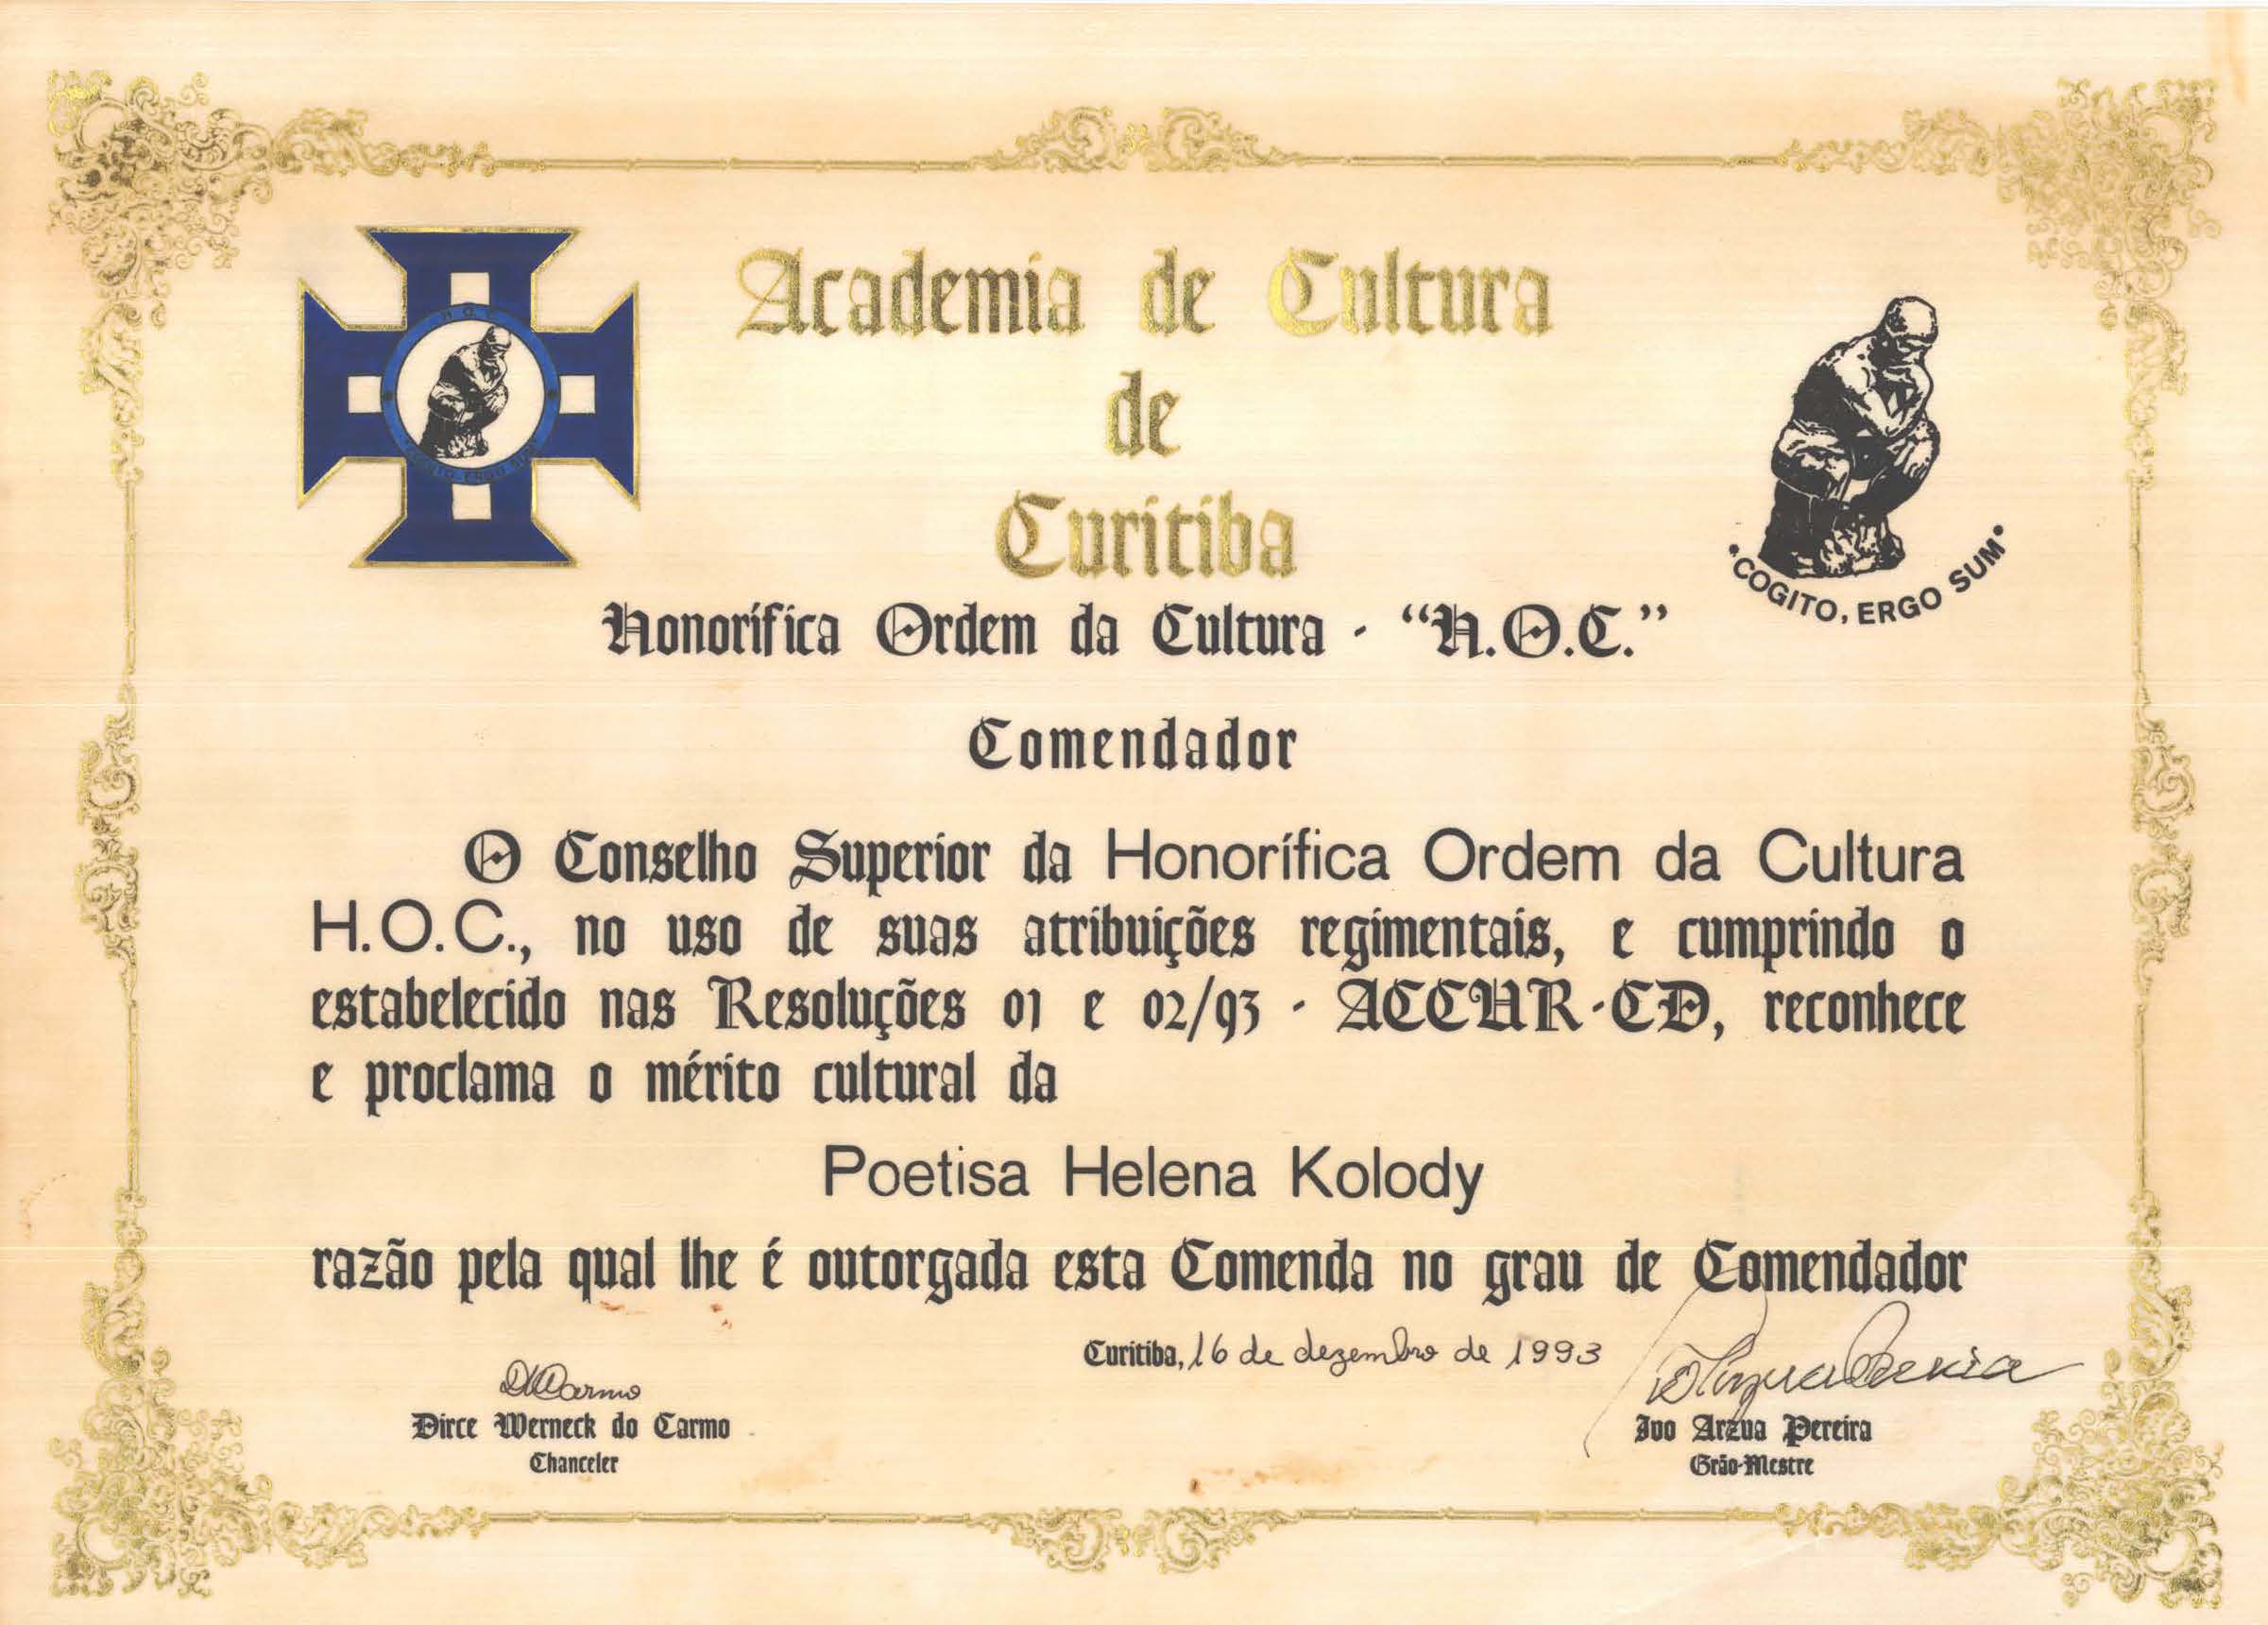 Academia de Cultura
de
Curitiba
H.O.C.
COGITO, ERGO SUM
Honorífica Ordem da Cultura - “H.O.C.”
Comendador
O Conselho Superior da Honorífica Ordem da Cultura
H.O.C., no uso de suas atribuições regimentais, e cumprindo o
estabelecido nas Resoluções 01 e 02/93 - ACCUR-CD, reconhece
e proclama o mérito cultural da
Poetisa Helena Kolody
razão pela qual lhe é outorgada esta Comenda no grau de Comendador
Curitiba, 16 de dezembro de 1993
Dirce Werneck do Carmo
Chanceler
Ivo Arzua Pereira
Grão-Mestre